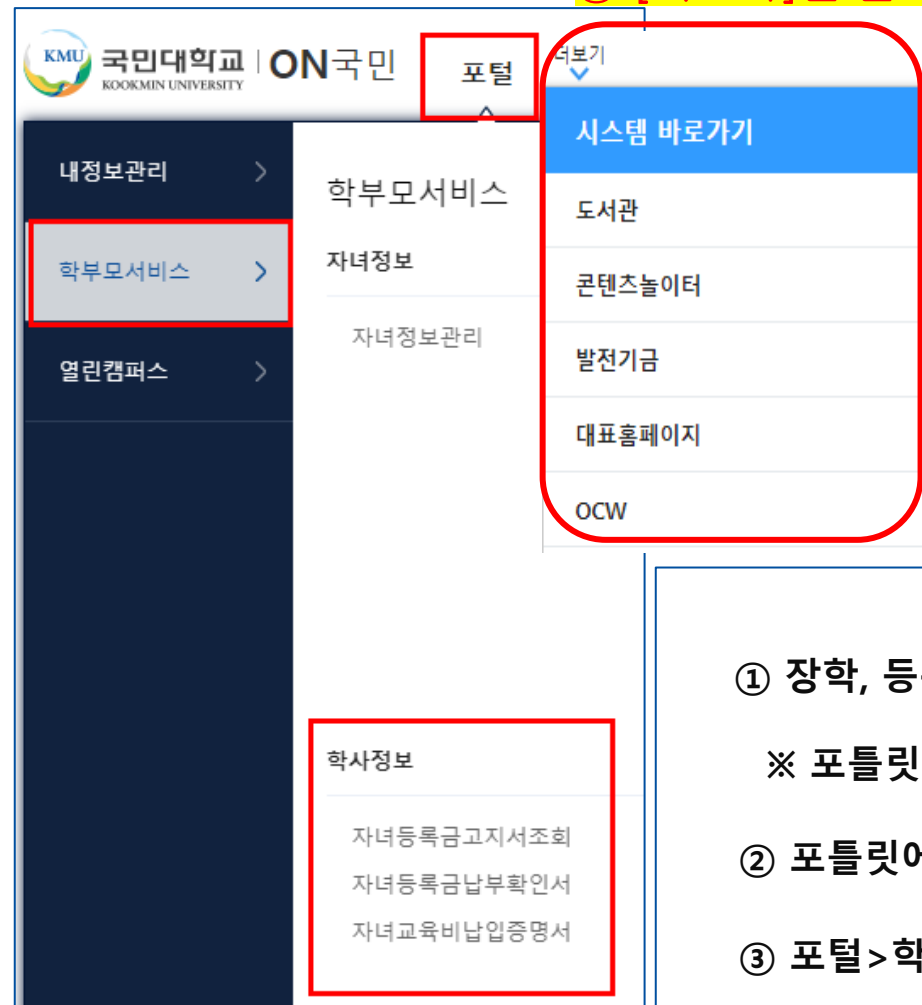 KMU 국민대학교 ON국민
KOOKMIN UNIVERSITY
포털
더보기
내정보관리
학부모서비스
열린캠퍼스
학부모서비스
자녀정보
자녀정보관리
학사정보
자녀등록금고지서조회
자녀등록금납부확인서
자녀교육비납입증명서
시스템 바로가기
도서관
콘텐츠놀이터
발전기금
대표홈페이지
OCW
① 장학,
※ 포틀릿
② 포틀릿에
③ 포털>학